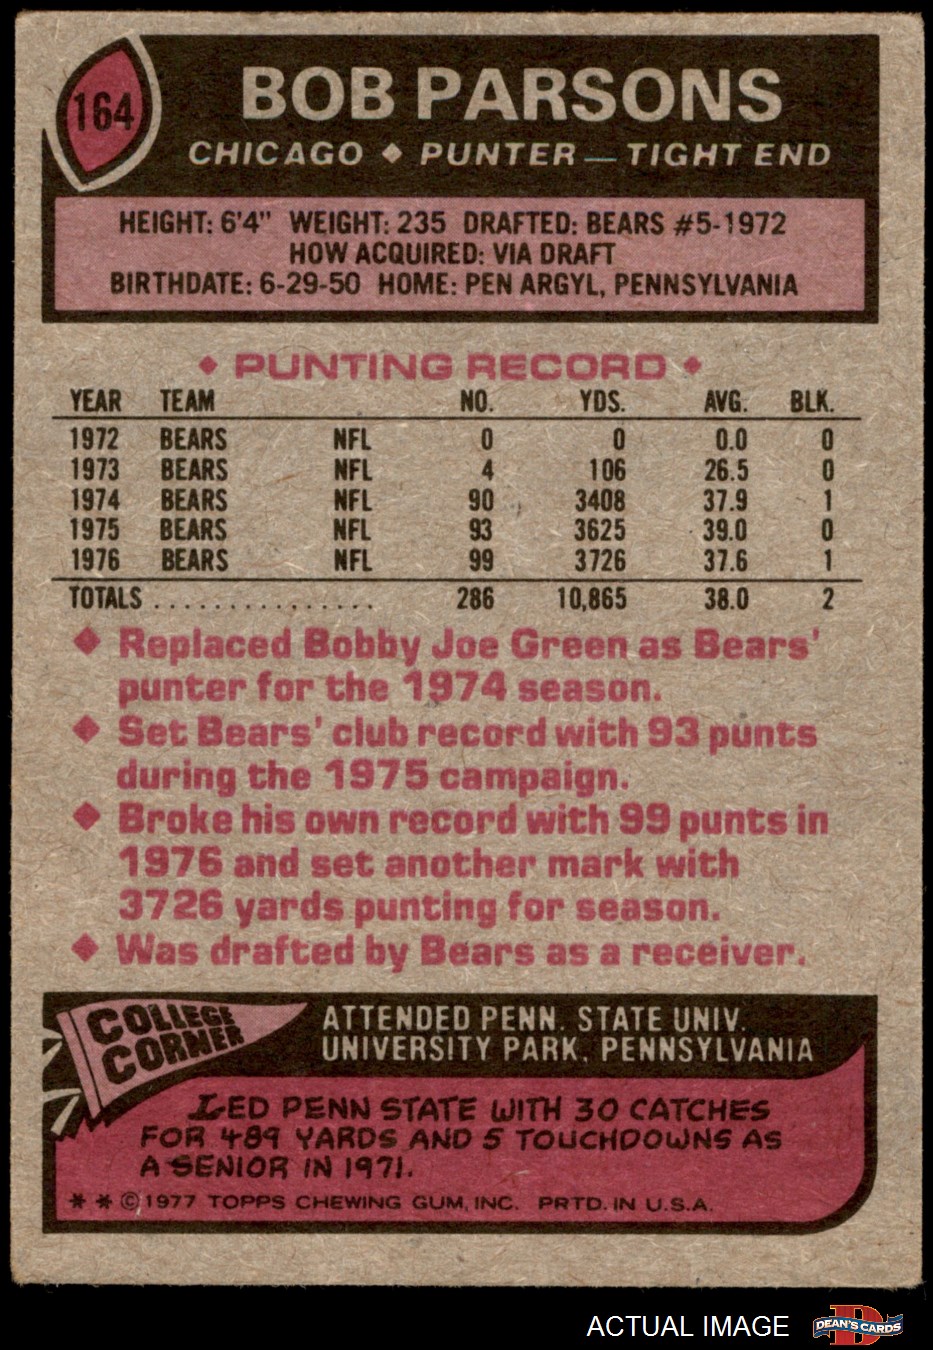 164
BOB PARSONS
CHICAGO ◆ PUNTER — TIGHT END
HEIGHT: 6'4" WEIGHT: 235 DRAFTED: BEARS #5-1972
HOW ACQUIRED: VIA DRAFT
BIRTHDATE: 6-29-50 HOME: PEN ARGYL, PENNSYLVANIA
◆ PUNTING RECORD ◆
YEAR TEAM NO. YDS. AVG. BLK.
1972 BEARS NFL 0 0 0.0 0
1973 BEARS NFL 4 106 26.5 0
1974 BEARS NFL 90 3408 37.9 1
1975 BEARS NFL 93 3625 39.0 0
1976 BEARS NFL 99 3726 37.6 1
TOTALS ................ 286 10,865 38.0 2
◆ Replaced Bobby Joe Green as Bears'
punter for the 1974 season.
◆ Set Bears' club record with 93 punts
during the 1975 campaign.
◆ Broke his own record with 99 punts in
1976 and set another mark with
3726 yards punting for season.
◆ Was drafted by Bears as a receiver.
COLLEGE
CORNER
ATTENDED PENN. STATE UNIV.
UNIVERSITY PARK, PENNSYLVANIA
LED PENN STATE WITH 30 CATCHES
FOR 489 YARDS AND 5 TOUCHDOWNS AS
A SENIOR IN 1971.
* * © 1977 TOPPS CHEWING GUM, INC. PRTD. IN U.S.A.
ACTUAL IMAGE
D
DEAN'S CARDS